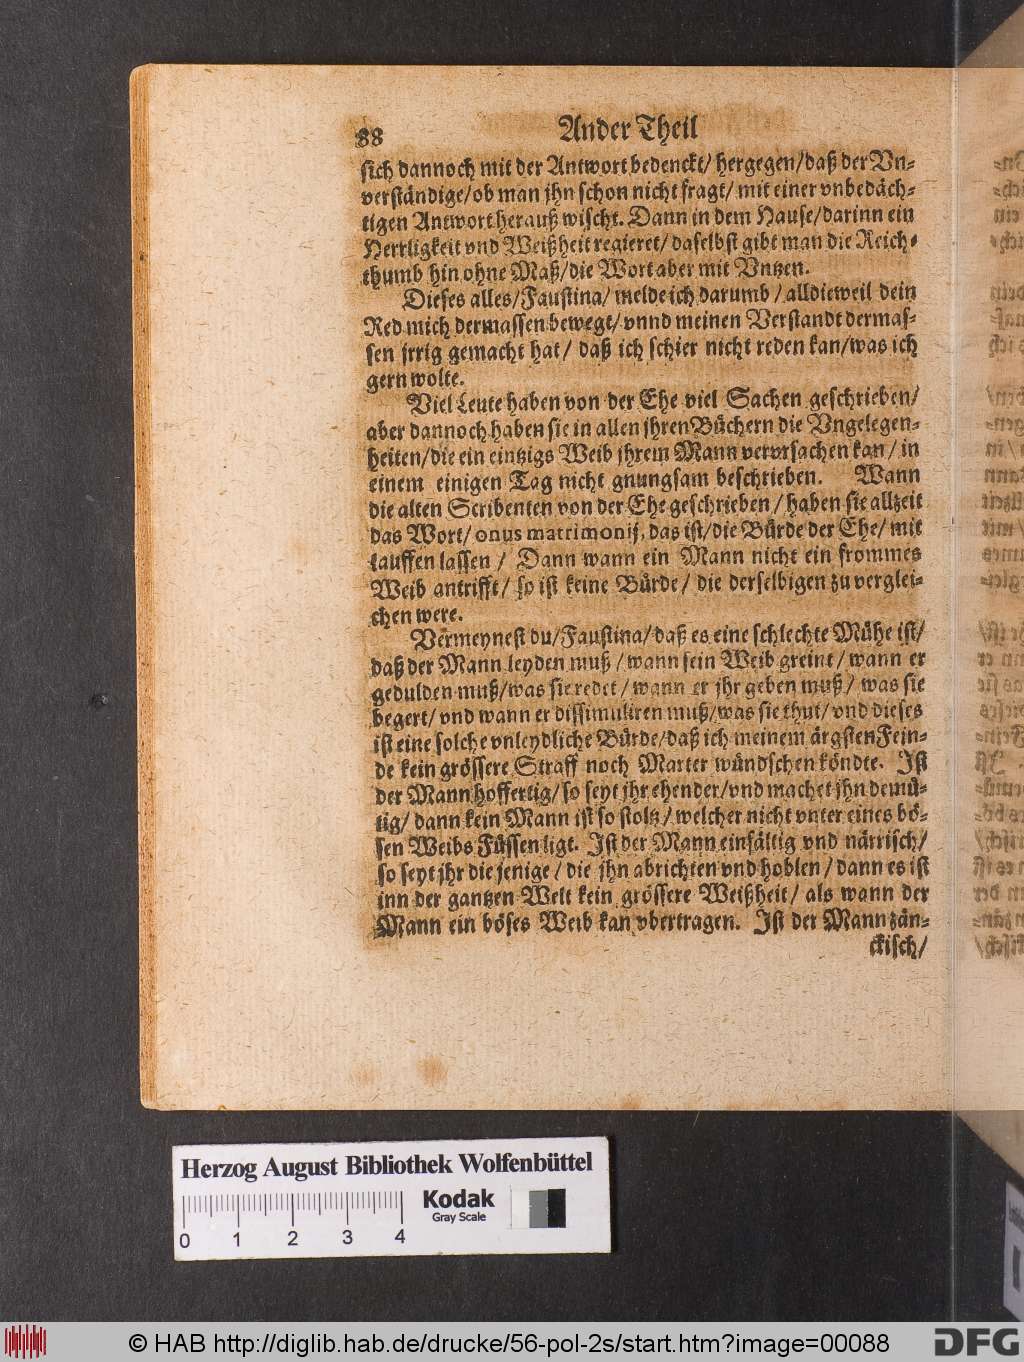 88 Ander Theil
sich dannoch mit der Antwort bedenckt/ hergegen/ daß der Vn-
verständige/ ob man jhn schon nicht fragt/ mit einer vnbedäch-
tigen Antwort herauß wischt. Dann in dem Hause/ darinn ein
Herrligkeit vnd Weißheit regieret/ daselbst gibt man die Reich-
thumb hin ohne Maß/ die Wort aber mit Vntzen.
Dieses alles/ Faustina/ melde ich darumb/ alldieweil dein
Red mich dermassen bewegt/ vnnd meinen Verstandt dermas-
sen jrrig gemacht hat/ daß ich schier nicht reden kan/ was ich
gern wolte.
Viel Leute haben von der Ehe viel Sachen geschrieben/
aber dannoch haben sie in allen jhren Büchern die Vngelegen-
heiten/ die ein eintzigs Weib jhrem Mann vervrsachen kan/ in
einem einigen Tag nicht gnungsam beschrieben. Wann
die alten Scribenten von der Ehe geschrieben/ haben sie allzeit
das Wort/ onus matrimonij, das ist/ die Bürde der Ehe/ mit
lauffen lassen/ Dann wann ein Mann nicht ein frommes
Weib antrifft/ so ist keine Bürde/ die derselbigen zu verglei-
chen were.
Vermeynest du/ Faustina/ daß es eine schlechte Mühe ist/
daß der Mann leyden muß/ wann sein Weib greint/ wann er
gedulden muß/ was sie redet/ wann er jhr geben muß/ was sie
begert/ vnd wann er dissimuliren muß/ was sie thut/ vnd dieses
ist eine solche vnleydliche Bürde/ daß ich meinem ärgsten Fein-
de kein grössere Straff noch Marter wündschen köndte. Ist
der Mann hoffertig/ so seyt jhr ehender/ vnd machet jhn demü-
tig/ dann kein Mann ist so stoltz/ welcher nicht vnter eines bö-
sen Weibs Füssen ligt. Ist der Mann einfältig vnd närrisch/
so seyt jhr die jenige/ die jhn abrichten vnd hoblen/ dann es ist
inn der gantzen Welt kein grössere Weißheit/ als wann der
Mann ein böses Weib kan vbertragen. Ist der Mann zän-
ckisch/
Herzog August Bibliothek Wolfenbüttel
Kodak
Gray Scale
0 1 2 3 4
© HAB http://diglib.hab.de/drucke/56-pol-2s/start.htm?image=00088
DFG